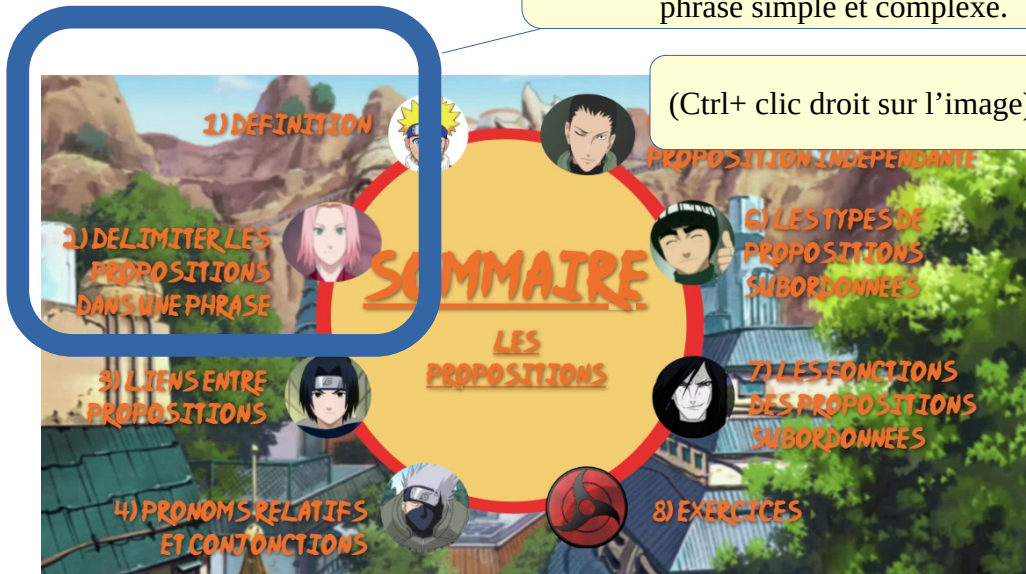 phrase simple et complexe.
(Ctrl+ clic droit sur l’image)
1) DEFINITION
2) DELIMITER LES
PROPOSITIONS
DANS UNE PHRASE
3) LIENS ENTRE
PROPOSITIONS
4) PRONOMS RELATIFS
ET CONJONCTIONS
SOMMAIRE
LES
PROPOSITIONS
PROPOSITION INDEPENDANTE
6) LES TYPES DE
PROPOSITIONS
SUBORDONNEES
7) LES FONCTIONS
DES PROPOSITIONS
SUBORDONNEES
8) EXERCICES